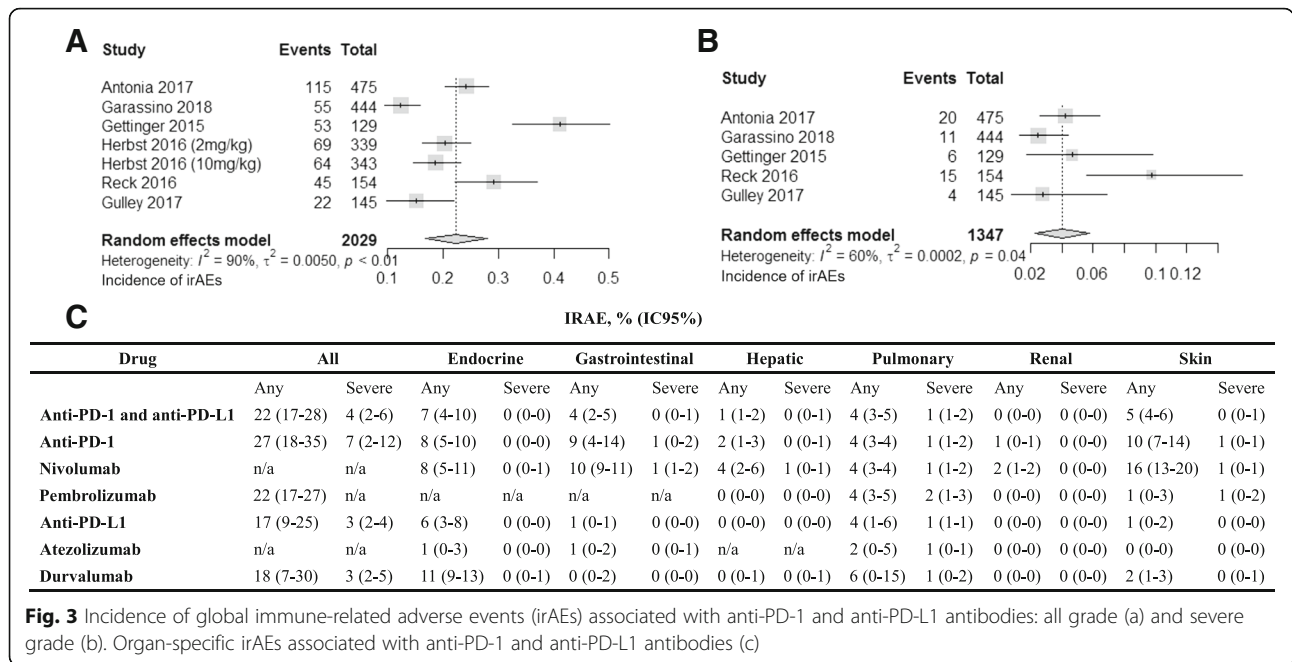 A
Study Events Total
Antonia 2017 115 475
Garassino 2018 55 444
Gettinger 2015 53 129
Herbst 2016 (2mg/kg) 69 339
Herbst 2016 (10mg/kg) 64 343
Reck 2016 45 154
Gulley 2017 22 145
Random effects model 2029
Heterogeneity: I² = 90%, τ² = 0.0050, p < 0.01
Incidence of irAEs
0.1 0.2 0.3 0.4 0.5
B
Study Events Total
Antonia 2017 20 475
Garassino 2018 11 444
Gettinger 2015 6 129
Reck 2016 15 154
Gulley 2017 4 145
Random effects model 1347
Heterogeneity: I² = 60%, τ² = 0.0002, p = 0.04
Incidence of irAEs
0.02 0.06 0.1 0.12
C
IRAE, % (IC95%)
Drug All Endocrine Gastrointestinal Hepatic Pulmonary Renal Skin
Any Severe Any Severe Any Severe Any Severe Any Severe Any Severe Any Severe
Anti-PD-1 and anti-PD-L1 22 (17-28) 4 (2-6) 7 (4-10) 0 (0-0) 4 (2-5) 0 (0-1) 1 (1-2) 0 (0-1) 4 (3-5) 1 (1-2) 0 (0-0) 0 (0-0) 5 (4-6) 0 (0-1)
Anti-PD-1 27 (18-35) 7 (2-12) 8 (5-10) 0 (0-0) 9 (4-14) 1 (0-2) 2 (1-3) 0 (0-1) 4 (3-4) 1 (1-2) 1 (0-1) 0 (0-0) 10 (7-14) 1 (0-1)
Nivolumab n/a n/a 8 (5-11) 0 (0-1) 10 (9-11) 1 (1-2) 4 (2-6) 1 (0-1) 4 (3-4) 1 (1-2) 2 (1-2) 0 (0-0) 16 (13-20) 1 (0-1)
Pembrolizumab 22 (17-27) n/a n/a n/a n/a n/a 0 (0-0) 0 (0-0) 4 (3-5) 2 (1-3) 0 (0-0) 0 (0-0) 1 (0-3) 1 (0-2)
Anti-PD-L1 17 (9-25) 3 (2-4) 6 (3-8) 0 (0-0) 1 (0-1) 0 (0-0) 0 (0-0) 0 (0-0) 4 (1-6) 1 (1-1) 0 (0-0) 0 (0-0) 1 (0-2) 0 (0-0)
Atezolizumab n/a n/a 1 (0-3) 0 (0-0) 1 (0-2) 0 (0-1) n/a n/a 2 (0-5) 1 (0-1) 0 (0-0) 0 (0-0) 0 (0-0) 0 (0-0)
Durvalumab 18 (7-30) 3 (2-5) 11 (9-13) 0 (0-1) 0 (0-2) 0 (0-0) 0 (0-1) 0 (0-1) 6 (0-15) 1 (0-2) 0 (0-0) 0 (0-0) 2 (1-3) 0 (0-1)
Fig. 3 Incidence of global immune-related adverse events (irAEs) associated with anti-PD-1 and anti-PD-L1 antibodies: all grade (a) and severe
grade (b). Organ-specific irAEs associated with anti-PD-1 and anti-PD-L1 antibodies (c)